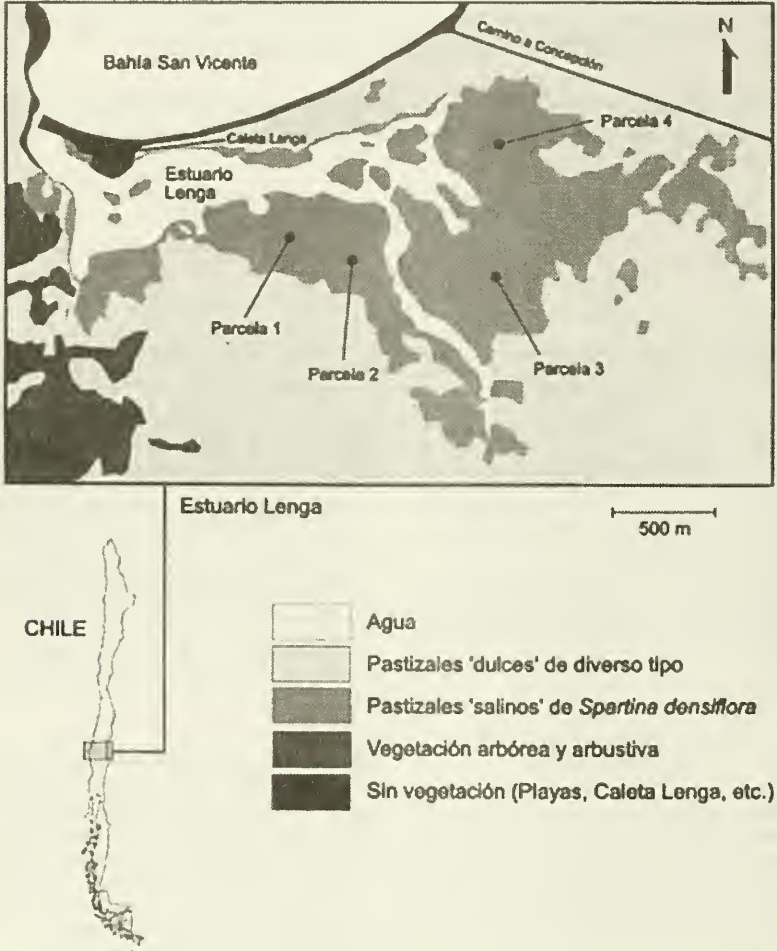 Bahía San Vicente
Camino a Concepción
N
Caleta Lenga
Parcela 4
Estuario
Lenga
Parcela 1
Parcela 2
Parcela 3
Estuario Lenga
500 m
CHILE
Agua
Pastizales 'dulces' de diverso tipo
Pastizales 'salinos' de Spartina densiflora
Vegetación arbórea y arbustiva
Sin vegetación (Playas, Caleta Lenga, etc.)